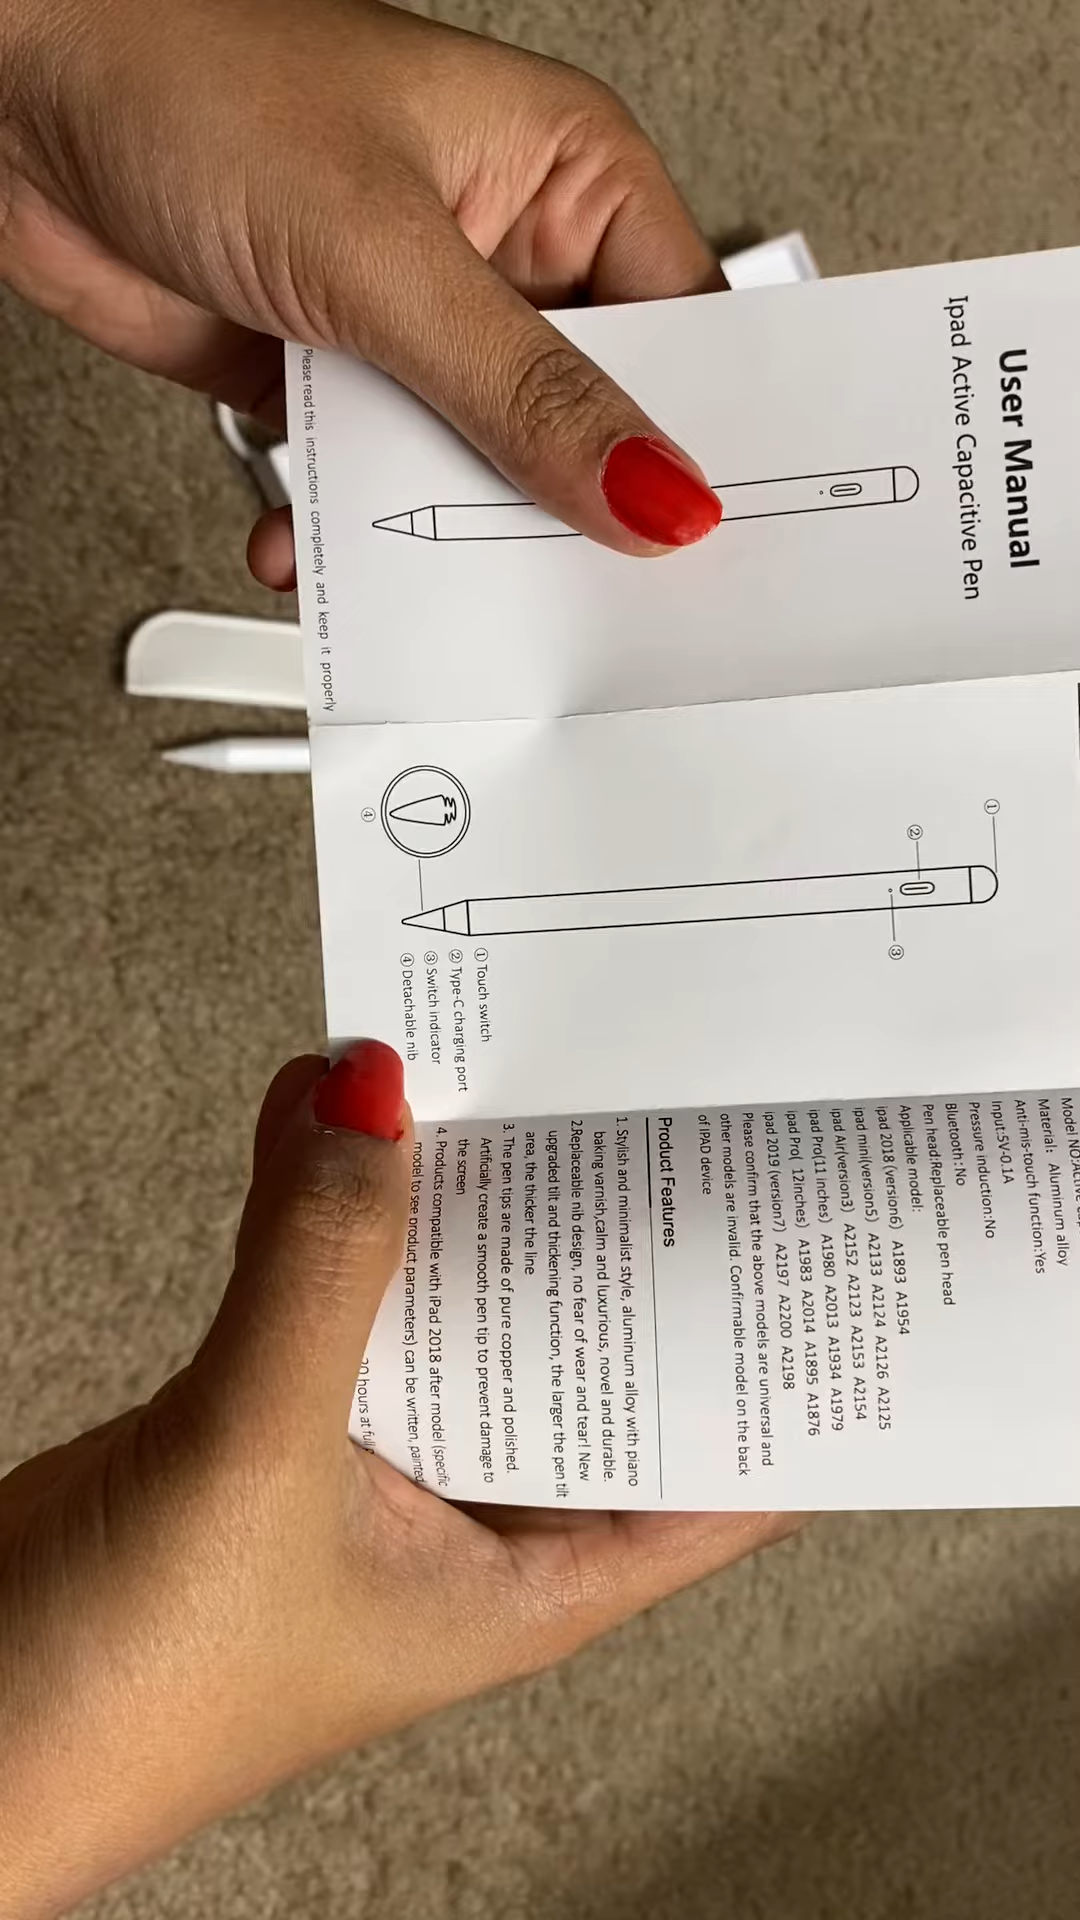 User Manual
Ipad Active Capacitive Pen
Please read this instructions completely and keep it properly
①
②
③
④
① Touch switch
② Type-C charging port
③ Switch indicator
④ Detachable nib
Model NO:
Material: Aluminum alloy
Anti-mis-touch function:Yes
Input:5V-0.1A
Pressure induction:No
Bluetooth:No
Pen head:Replaceable pen head
Applicable model:
ipad 2018 (version6) A1893 A1954
ipad mini(version5) A2133 A2124 A2126 A2125
ipad Air(version3) A2152 A2123 A2153 A2154
ipad Pro(11 inches) A1980 A2013 A1934 A1979
ipad Pro( 12inches) A1983 A2014 A1895 A1876
ipad 2019 (version7) A2197 A2200 A2198
Please confirm that the above models are universal and
other models are invalid. Confirmable model on the back
of IPAD device
Product Features
1. Stylish and minimalist style, aluminum alloy with piano
baking varnish,calm and luxurious, novel and durable.
2.Replaceable nib design, no fear of wear and tear! New
upgraded tilt and thickening function, the larger the pen tilt
area, the thicker the line
3. The pen tips are made of pure copper and polished.
Artificially create a smooth pen tip to prevent damage to
the screen
4. Products compatible with iPad 2018 after model (specific
model to see product parameters) can be written, painted
hours at full